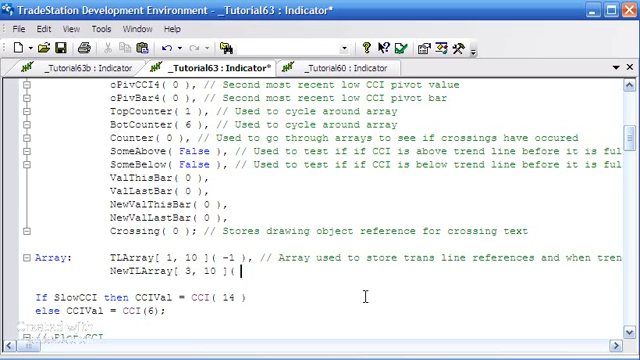 TradeStation Development Environment - _Tutorial63 : Indicator*
File Edit View Tools Window Help
_Tutorial63b : Indicator _Tutorial63 : Indicator* _Tutorial60 : Indicator
oPivCCI4( 0 ), // Second most recent low CCI pivot value
oPivBar4( 0 ), // Second most recent low CCI pivot bar
TopCounter( 1 ), // Used to cycle around array
BotCounter( 6 ), // Used to cycle around array
Counter( 0 ), // Used to go through arrays to see if crossings have occured
SomeAbove( False ), // Used to test if if CCI is above trend line before it is ful
SomeBelow( False ), // Used to test if if CCI is below trend line before it is ful
ValThisBar( 0 ),
ValLastBar( 0 ),
NewValThisBar( 0 ),
NewValLastBar( 0 ),
Crossing( 0 ); // Stores drawing object reference for crossing text
Array: TLArray[ 1, 10 ]( -1 ), // Array used to store trans line references and when tren
NewTLArray[ 3, 10 ](
If SlowCCI then CCIVal = CCI( 14 )
else CCIVal = CCI(6);
Created with
// Plot CCI